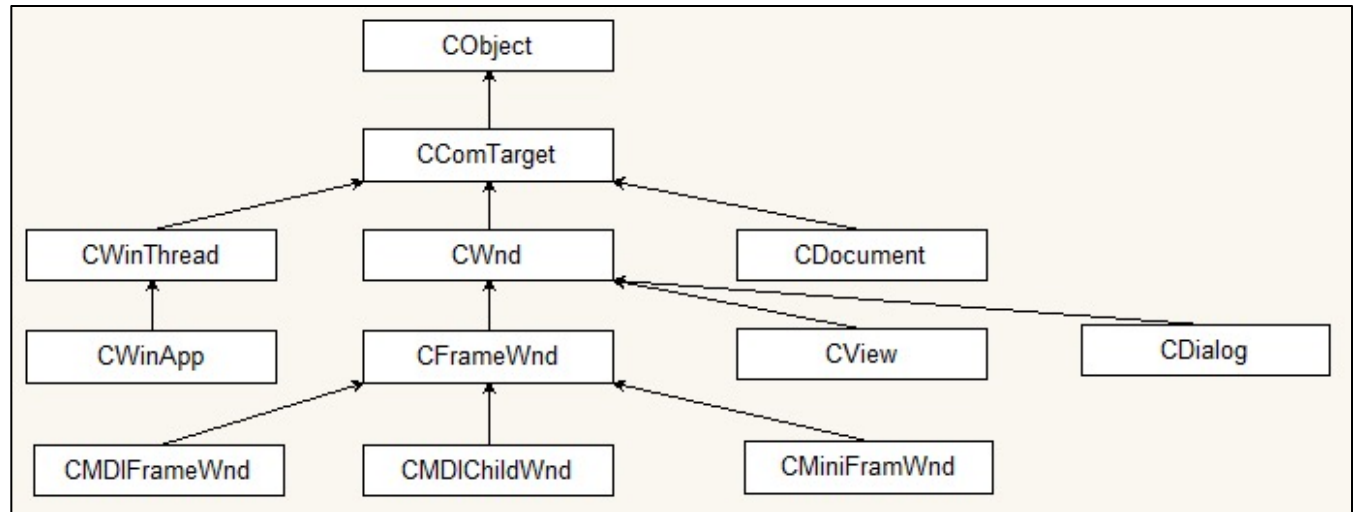 CObject
CComTarget
CWinThread
CWnd
CDocument
CWinApp
CFrameWnd
CView
CDialog
CMDIFrameWnd
CMDIChildWnd
CMiniFramWnd